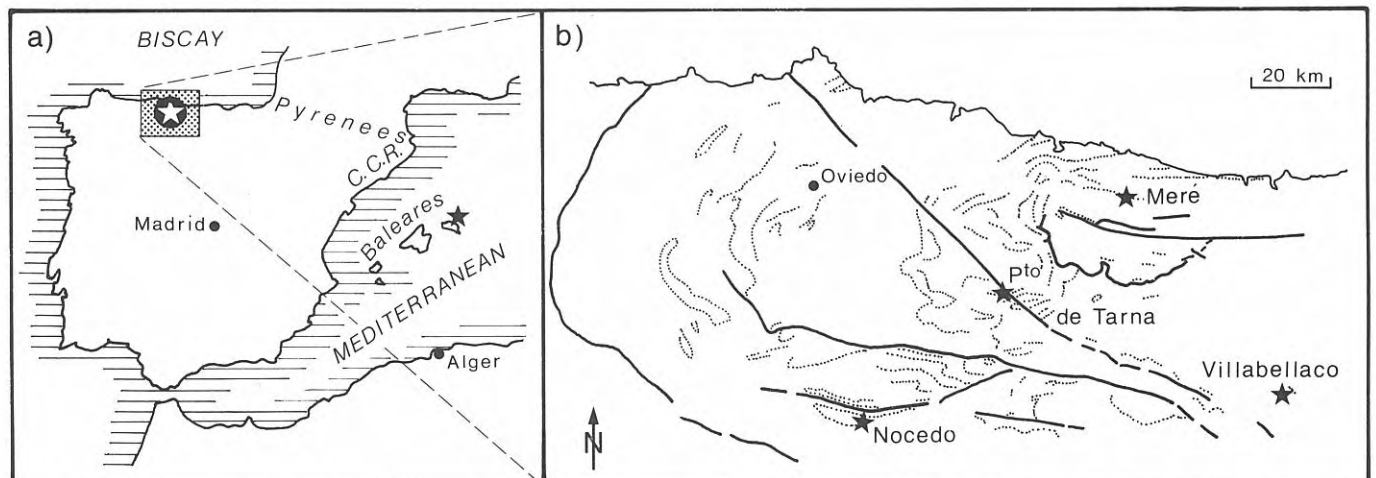 a)
BISCAY
Pyrenees
C.C.R.
Madrid
Baleares
MEDITERRANEAN
Alger
b)
20 km
Oviedo
Meré
Pto
de Tarna
Villabellaco
Nocedo
N